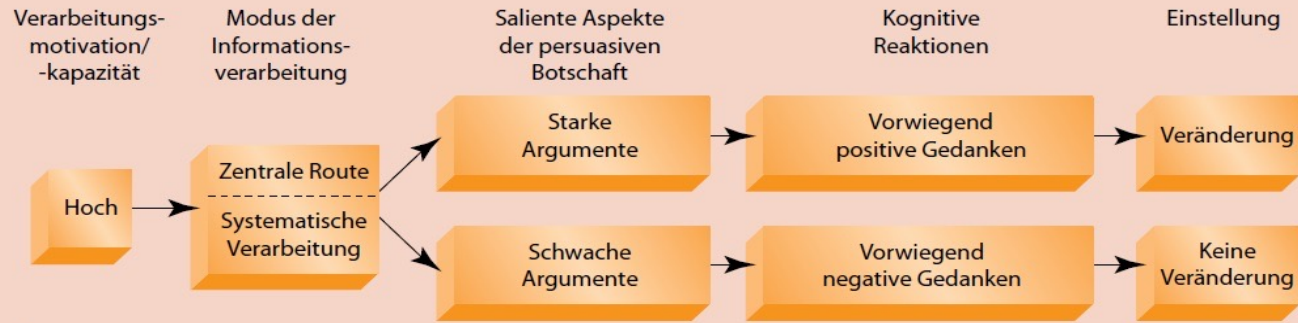 Verarbeitungs-
motivation/
-kapazität
Modus der
Informations-
verarbeitung
Saliente Aspekte
der persuasiven
Botschaft
Kognitive
Reaktionen
Einstellung
Hoch
Zentrale Route
Systematische
Verarbeitung
Starke
Argumente
Vorwiegend
positive Gedanken
Veränderung
Schwache
Argumente
Vorwiegend
negative Gedanken
Keine
Veränderung